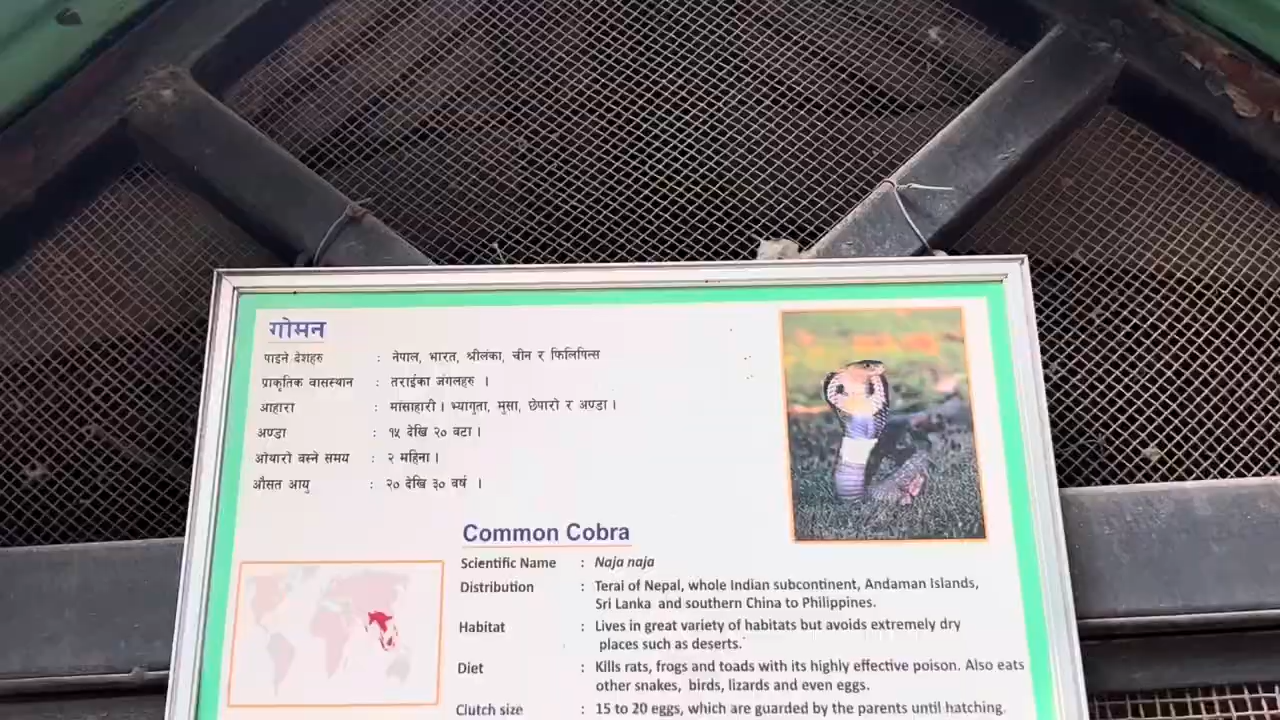 गोमन
पाइने देशहरु : नेपाल, भारत, श्रीलंका, चीन र फिलिपिन्स
प्राकृतिक वासस्थान : तराईका जंगलहरु ।
आहारा : मांसाहारी । भ्यागुता, मुसा, छेपारो र अण्डा ।
अण्डा : १५ देखि २० वटा ।
ओथारो बस्ने समय : २ महिना ।
औसत आयु : २० देखि ३० वर्ष ।
Common Cobra
Scientific Name : Naja naja
Distribution : Terai of Nepal, whole Indian subcontinent, Andaman Islands,
Sri Lanka and southern China to Philippines.
Habitat : Lives in great variety of habitats but avoids extremely dry
places such as deserts.
Diet : Kills rats, frogs and toads with its highly effective poison. Also eats
other snakes, birds, lizards and even eggs.
Clutch size : 15 to 20 eggs, which are guarded by the parents until hatching.